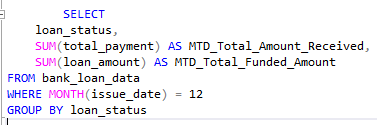 SELECT
loan_status,
SUM(total_payment) AS MTD_Total_Amount_Received,
SUM(loan_amount) AS MTD_Total_Funded_Amount
FROM bank_loan_data
WHERE MONTH(issue_date) = 12
GROUP BY loan_status